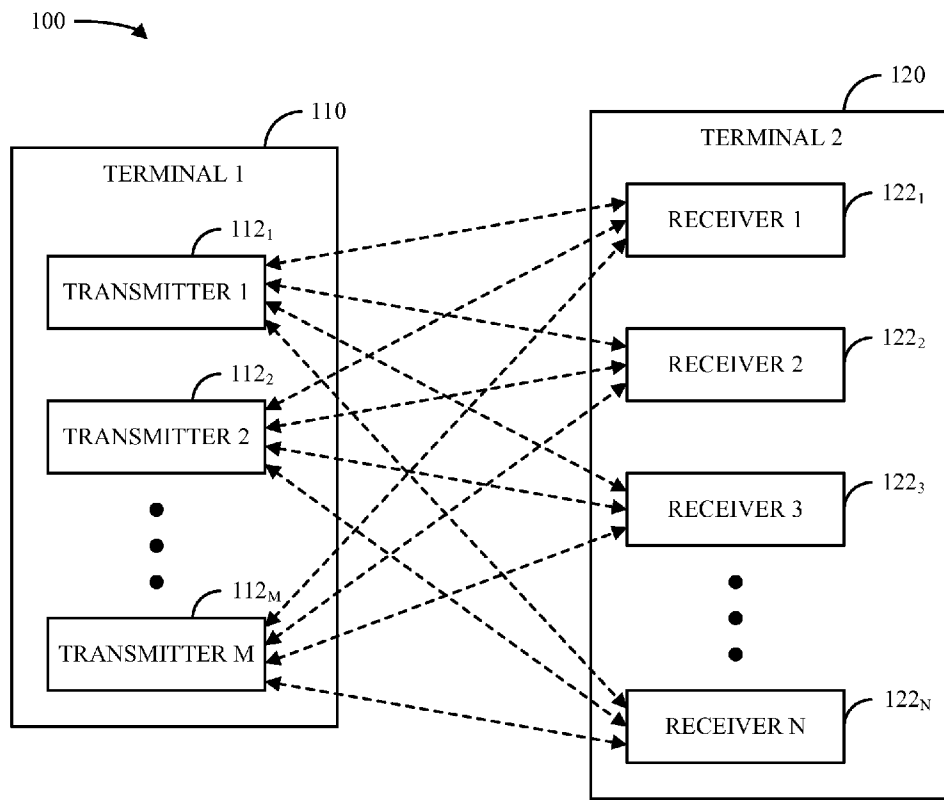 100
110
TERMINAL 1
112₁
TRANSMITTER 1
112₂
TRANSMITTER 2
112M
TRANSMITTER M
120
TERMINAL 2
122₁
RECEIVER 1
122₂
RECEIVER 2
122₃
RECEIVER 3
122N
RECEIVER N